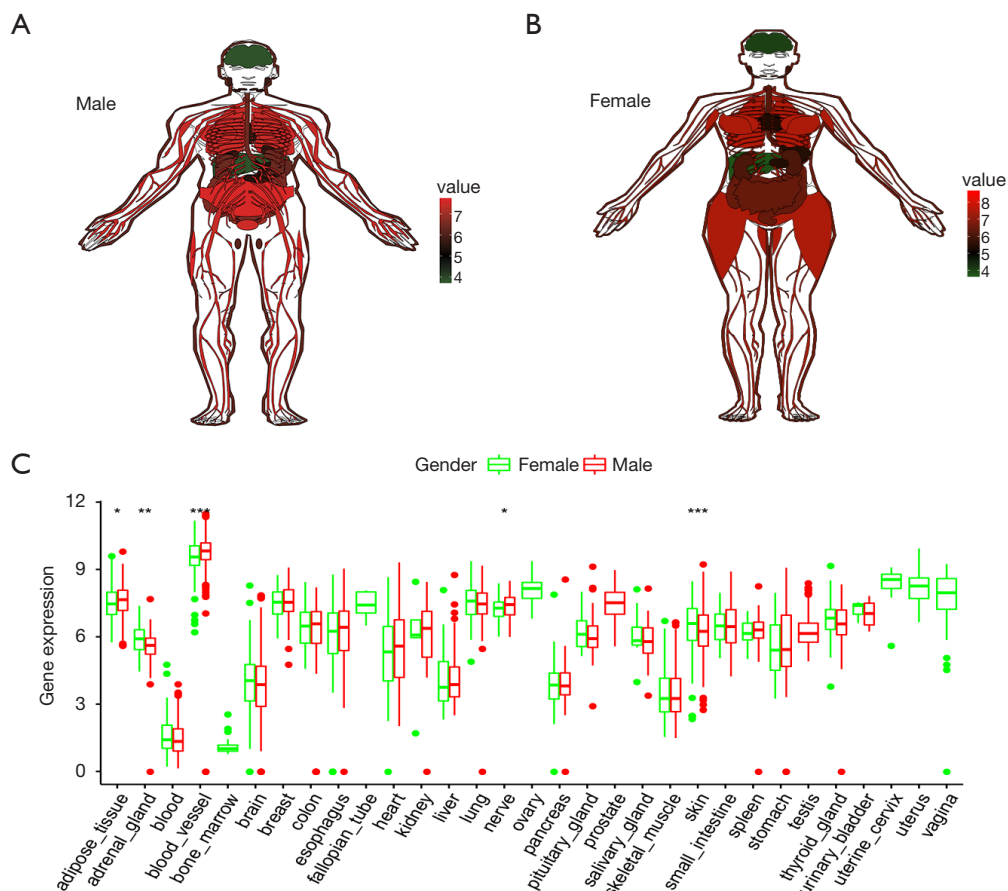 A
B
Male
Female
value
7
6
5
4
value
8
7
6
5
4
C
Gender Female Male
Gene expression
12
9
6
3
0
* ** *** * ***
adipose_tissue
adrenal_gland
blood
blood_vessel
bone_marrow
brain
breast
colon
esophagus
fallopian_tube
heart
kidney
liver
lung
nerve
ovary
pancreas
pituitary_gland
prostate
salivary_gland
skeletal_muscle
skin
small_intestine
spleen
stomach
testis
thyroid_gland
urinary_bladder
uterine_cervix
uterus
vagina